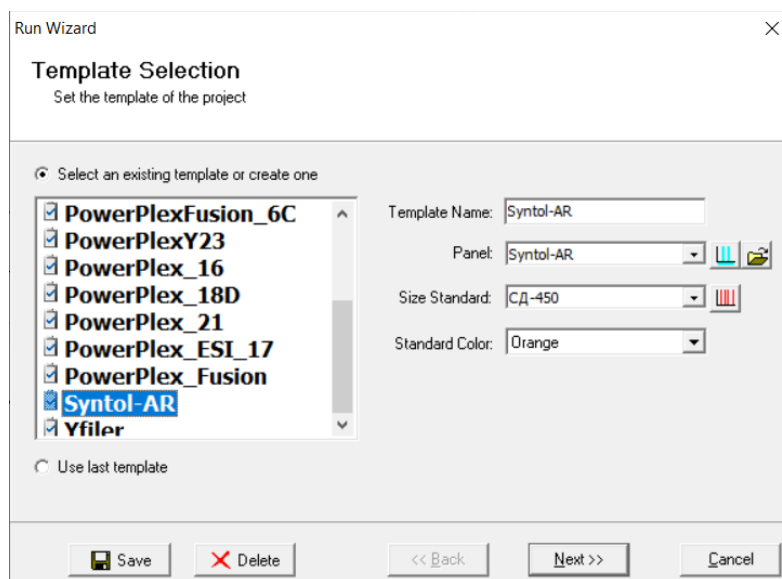 Run Wizard
Template Selection
Set the template of the project
Select an existing template or create one
PowerPlexFusion_6C
PowerPlexY23
PowerPlex_16
PowerPlex_18D
PowerPlex_21
PowerPlex_ESI_17
PowerPlex_Fusion
Syntol-AR
Yfiler
Template Name: Syntol-AR
Panel: Syntol-AR
Size Standard: СД-450
Standard Color: Orange
Use last template
Save Delete << Back Next >> Cancel